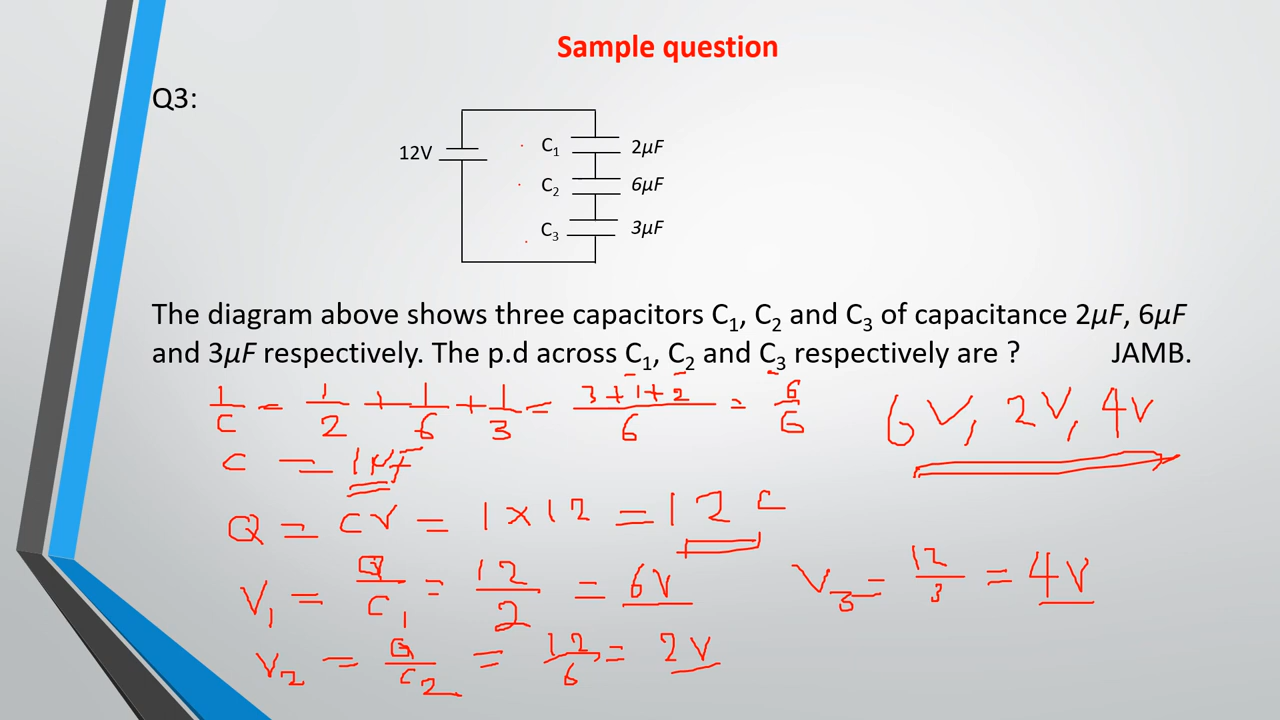 Sample question
Q3:
12V
C₁ 2μF
C₂ 6μF
C₃ 3μF
The diagram above shows three capacitors C₁, C₂ and C₃ of capacitance 2μF, 6μF
and 3μF respectively. The p.d across C₁, C₂ and C₃ respectively are ? JAMB.
1/C = 1/2 + 1/6 + 1/3 = (3+1+2)/6 = 6/6
6V, 2V, 4V
C = 1μF
Q = CV = 1 x 12 = 12 C
V₁ = Q/C₁ = 12/2 = 6V
V₃ = 12/3 = 4V
V₂ = Q/C₂ = 12/6 = 2V